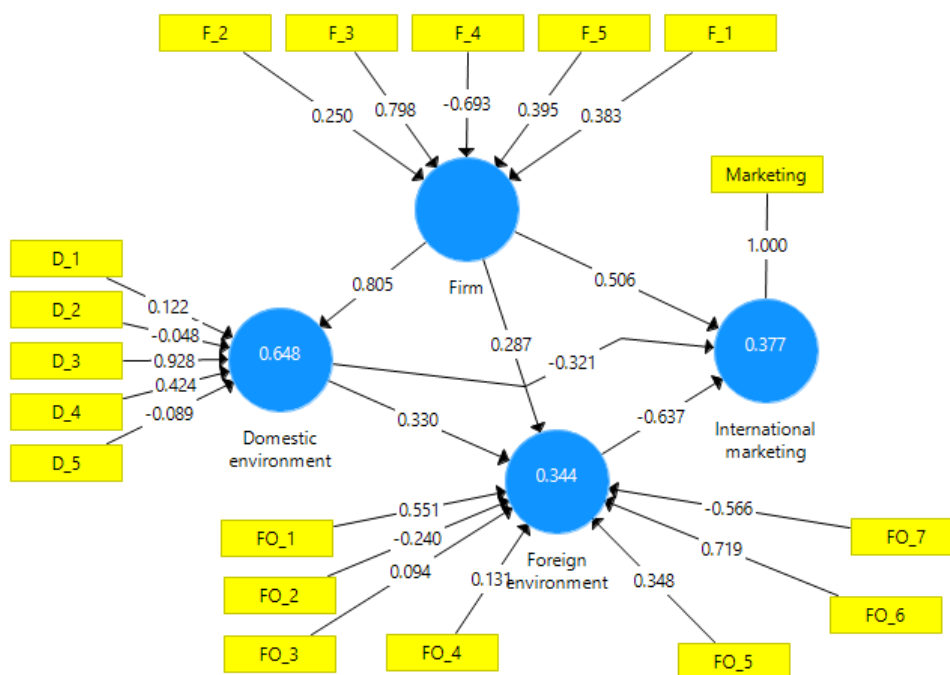 F_2
F_3
F_4
F_5
F_1
0.250
0.798
-0.693
0.395
0.383
Marketing
1.000
Firm
D_1
D_2
D_3
D_4
D_5
0.122
-0.048
0.928
0.424
-0.089
0.805
0.506
0.287
0.648
-0.321
0.377
Domestic
environment
0.330
-0.637
International
marketing
0.344
Foreign
environment
0.551
-0.240
0.094
0.131
0.348
-0.566
0.719
FO_1
FO_2
FO_3
FO_4
FO_5
FO_6
FO_7